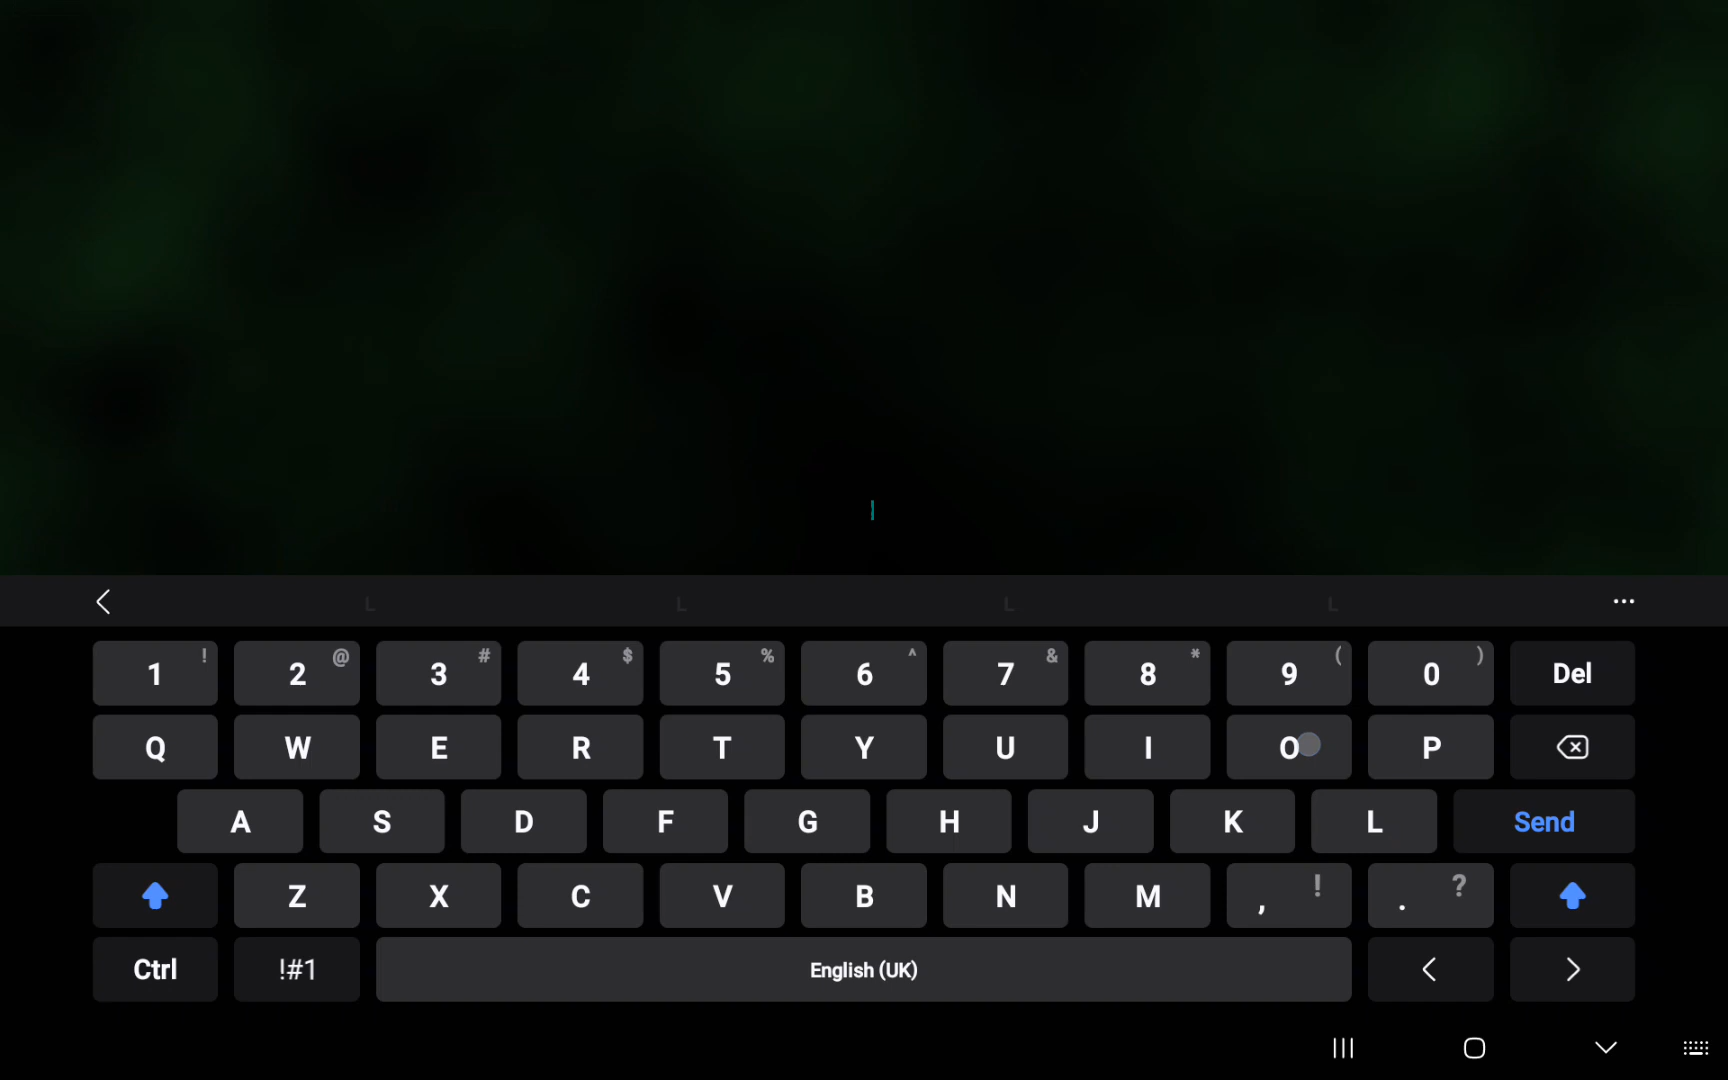 L L L L
1 ! 2 @ 3 # 4 $ 5 % 6 ^ 7 & 8 * 9 ( 0 ) Del
Q W E R T Y U I O P
A S D F G H J K L Send
Z X C V B N M , ! . ?
Ctrl !#1 English (UK) < >